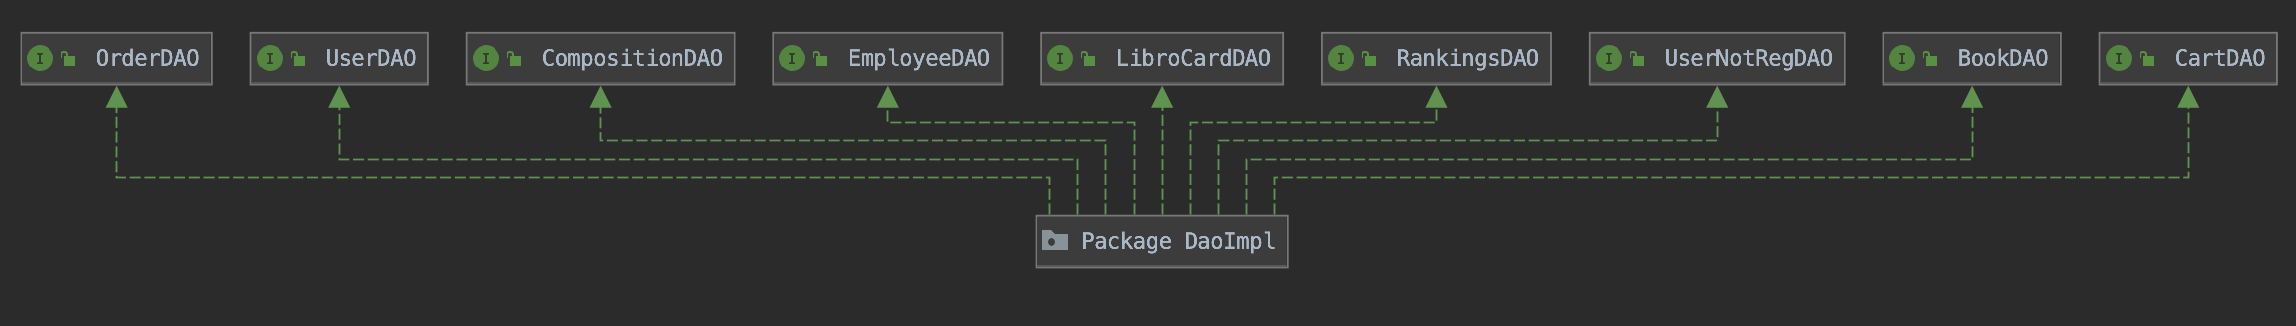 I OrderDAO
I UserDAO
I CompositionDAO
I EmployeeDAO
I LibroCardDAO
I RankingsDAO
I UserNotRegDAO
I BookDAO
I CartDAO
Package DaoImpl